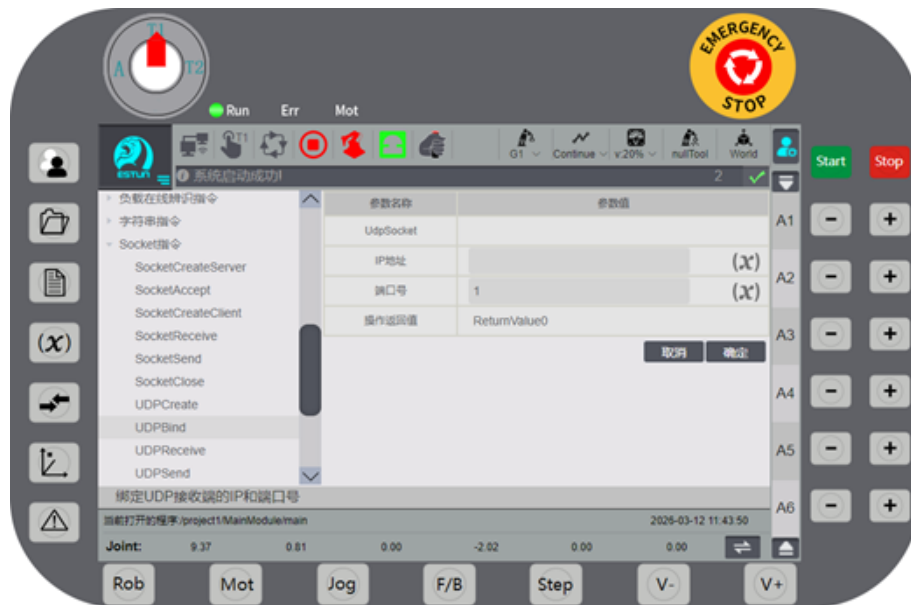 T1
A
T2
EMERGENCY
STOP
Run Err Mot
ESTUN
T1
G1 Continue v:20% nullTool World
Start Stop
系统启动成功! 2
负载在线辨识指令
字符串指令
Socket指令
SocketCreateServer
SocketAccept
SocketCreateClient
SocketReceive
SocketSend
SocketClose
UDPCreate
UDPBind
UDPReceive
UDPSend
参数名称 参数值
UdpSocket
IP地址 (x)
端口号 1 (x)
操作返回值 ReturnValue0
取消 确定
A1 - +
A2 - +
A3 - +
A4 - +
A5 - +
A6 - +
(x)
绑定UDP接收端的IP和端口号
当前打开的程序:/project1/MainModule/main 2026-03-12 11:43:50
Joint: 9.37 0.81 0.00 -2.02 0.00 0.00
Rob Mot Jog F/B Step V- V+